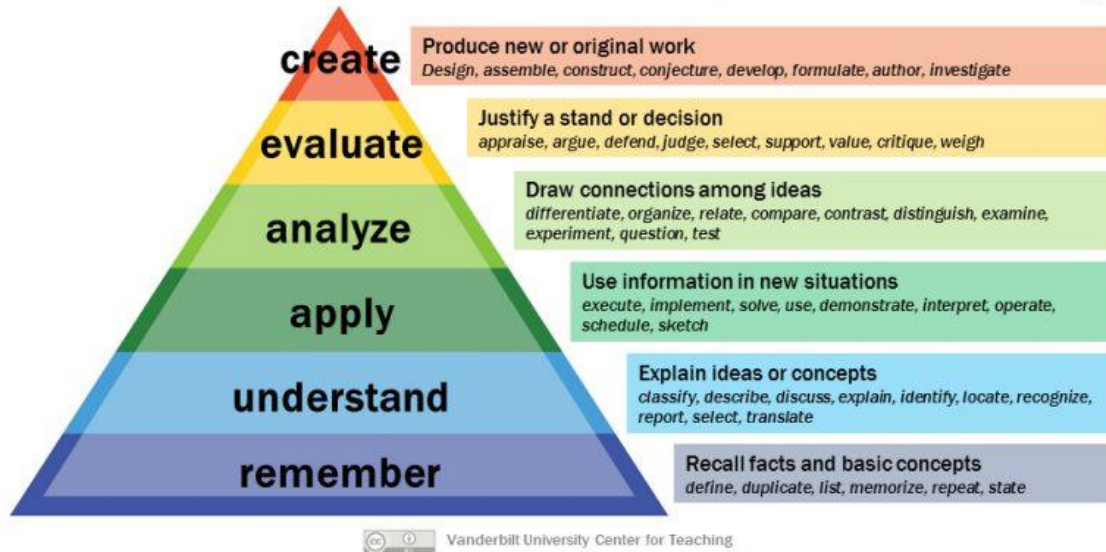 create
Produce new or original work
Design, assemble, construct, conjecture, develop, formulate, author, investigate
evaluate
Justify a stand or decision
appraise, argue, defend, judge, select, support, value, critique, weigh
analyze
Draw connections among ideas
differentiate, organize, relate, compare, contrast, distinguish, examine,
experiment, question, test
apply
Use information in new situations
execute, implement, solve, use, demonstrate, interpret, operate,
schedule, sketch
understand
Explain ideas or concepts
classify, describe, discuss, explain, identify, locate, recognize,
report, select, translate
remember
Recall facts and basic concepts
define, duplicate, list, memorize, repeat, state
cc
Vanderbilt University Center for Teaching